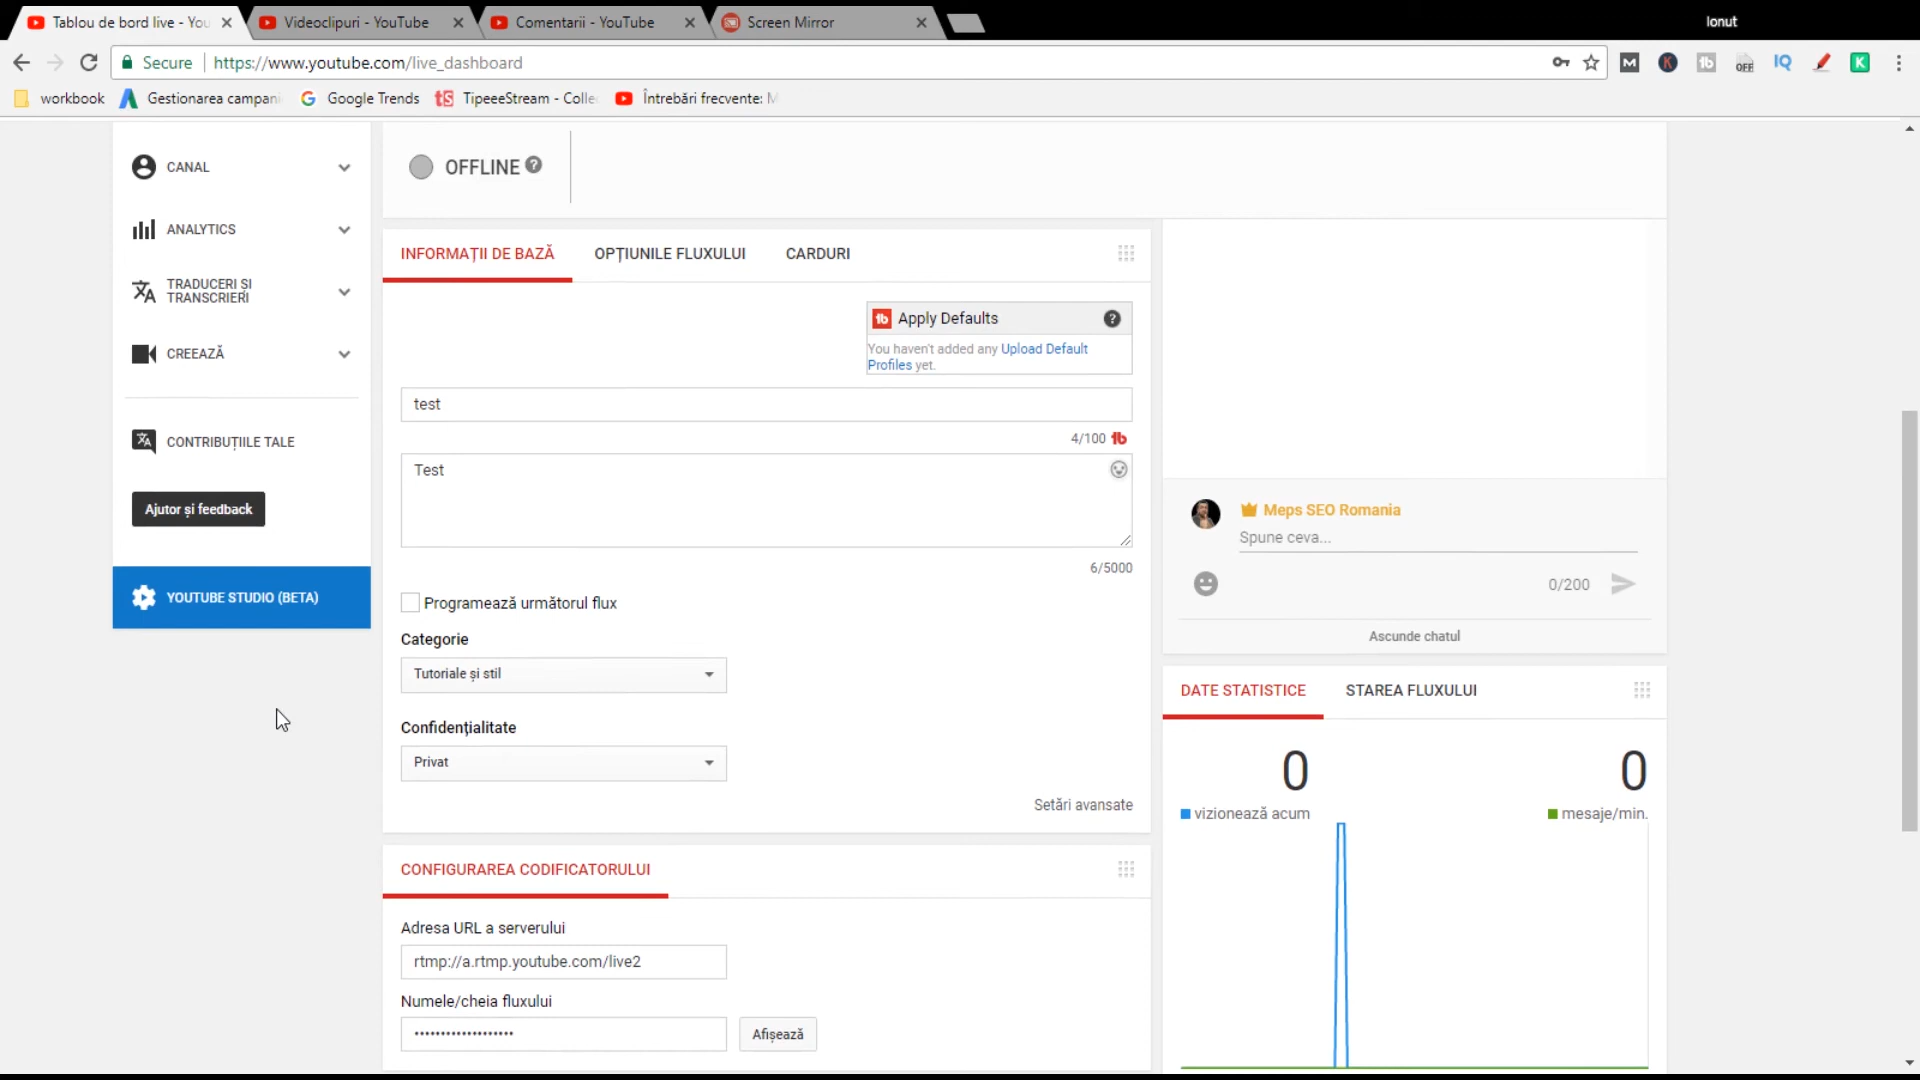 Tablou de bord live - You
Videoclipuri - YouTube
Comentarii - YouTube
Screen Mirror
Ionut
Secure
https://www.youtube.com/live_dashboard
M
K
OFF
IQ
K
workbook
Gestionarea campani
Google Trends
tS TipeeeStream - Colle
Întrebări frecvente: M
CANAL
ANALYTICS
TRADUCERI ȘI
TRANSCRIERI
CREEAZĂ
CONTRIBUȚIILE TALE
Ajutor și feedback
YOUTUBE STUDIO (BETA)
OFFLINE ?
INFORMAȚII DE BAZĂ
OPȚIUNILE FLUXULUI
CARDURI
Apply Defaults ?
You haven't added any Upload Default
Profiles yet.
test
4/100
Test
6/5000
Programează următorul flux
Categorie
Tutoriale și stil
Confidențialitate
Privat
Setări avansate
CONFIGURAREA CODIFICATORULUI
Adresa URL a serverului
rtmp://a.rtmp.youtube.com/live2
Numele/cheia fluxului
Afișează
Meps SEO Romania
Spune ceva...
0/200
Ascunde chatul
DATE STATISTICE
STAREA FLUXULUI
0
0
vizionează acum
mesaje/min.